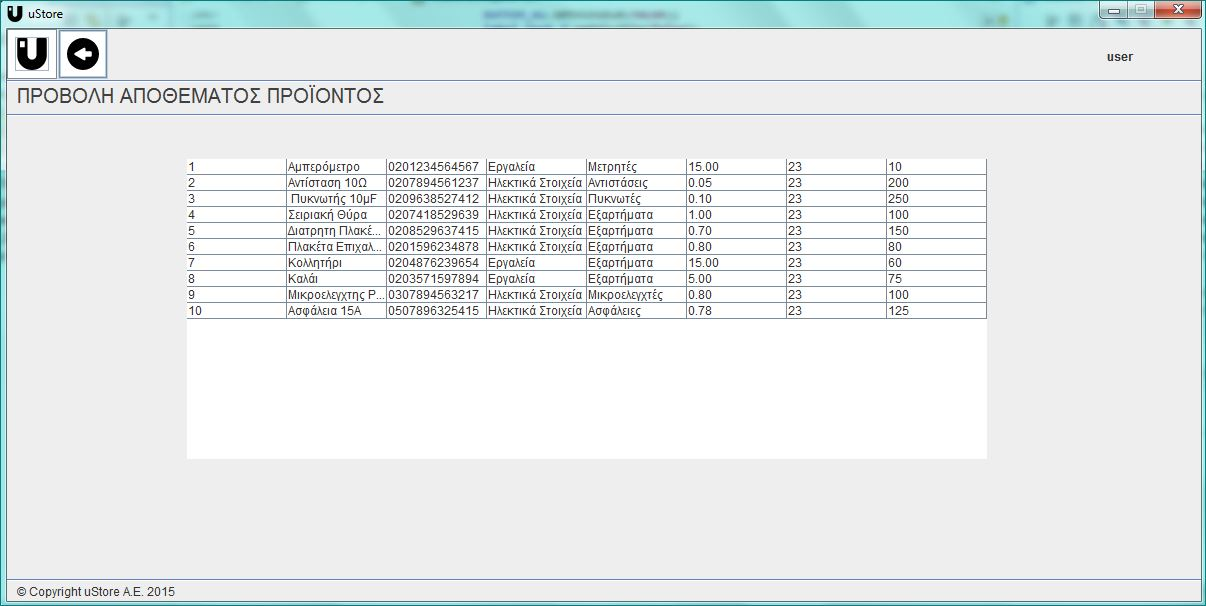 uStore
user
ΠΡΟΒΟΛΗ ΑΠΟΘΕΜΑΤΟΣ ΠΡΟΪΟΝΤΟΣ
1 Αμπερόμετρο 0201234564567 Εργαλεία Μετρητές 15.00 23 10
2 Αντίσταση 10Ω 0207894561237 Ηλεκτικά Στοιχεία Αντιστάσεις 0.05 23 200
3 Πυκνωτής 10μF 0209638527412 Ηλεκτικά Στοιχεία Πυκνωτές 0.10 23 250
4 Σειριακή Θύρα 0207418529639 Ηλεκτικά Στοιχεία Εξαρτήματα 1.00 23 100
5 Διατρητη Πλακέ... 0208529637415 Ηλεκτικά Στοιχεία Εξαρτήματα 0.70 23 150
6 Πλακέτα Επιχαλ... 0201596234878 Ηλεκτικά Στοιχεία Εξαρτήματα 0.80 23 80
7 Κολλητήρι 0204876239654 Εργαλεία Εξαρτήματα 15.00 23 60
8 Καλάι 0203571597894 Εργαλεία Εξαρτήματα 5.00 23 75
9 Μικροελεγχτης P... 0307894563217 Ηλεκτικά Στοιχεία Μικροελεγχτές 0.80 23 100
10 Ασφάλεια 15Α 0507896325415 Ηλεκτικά Στοιχεία Ασφάλειες 0.78 23 125
© Copyright uStore A.E. 2015